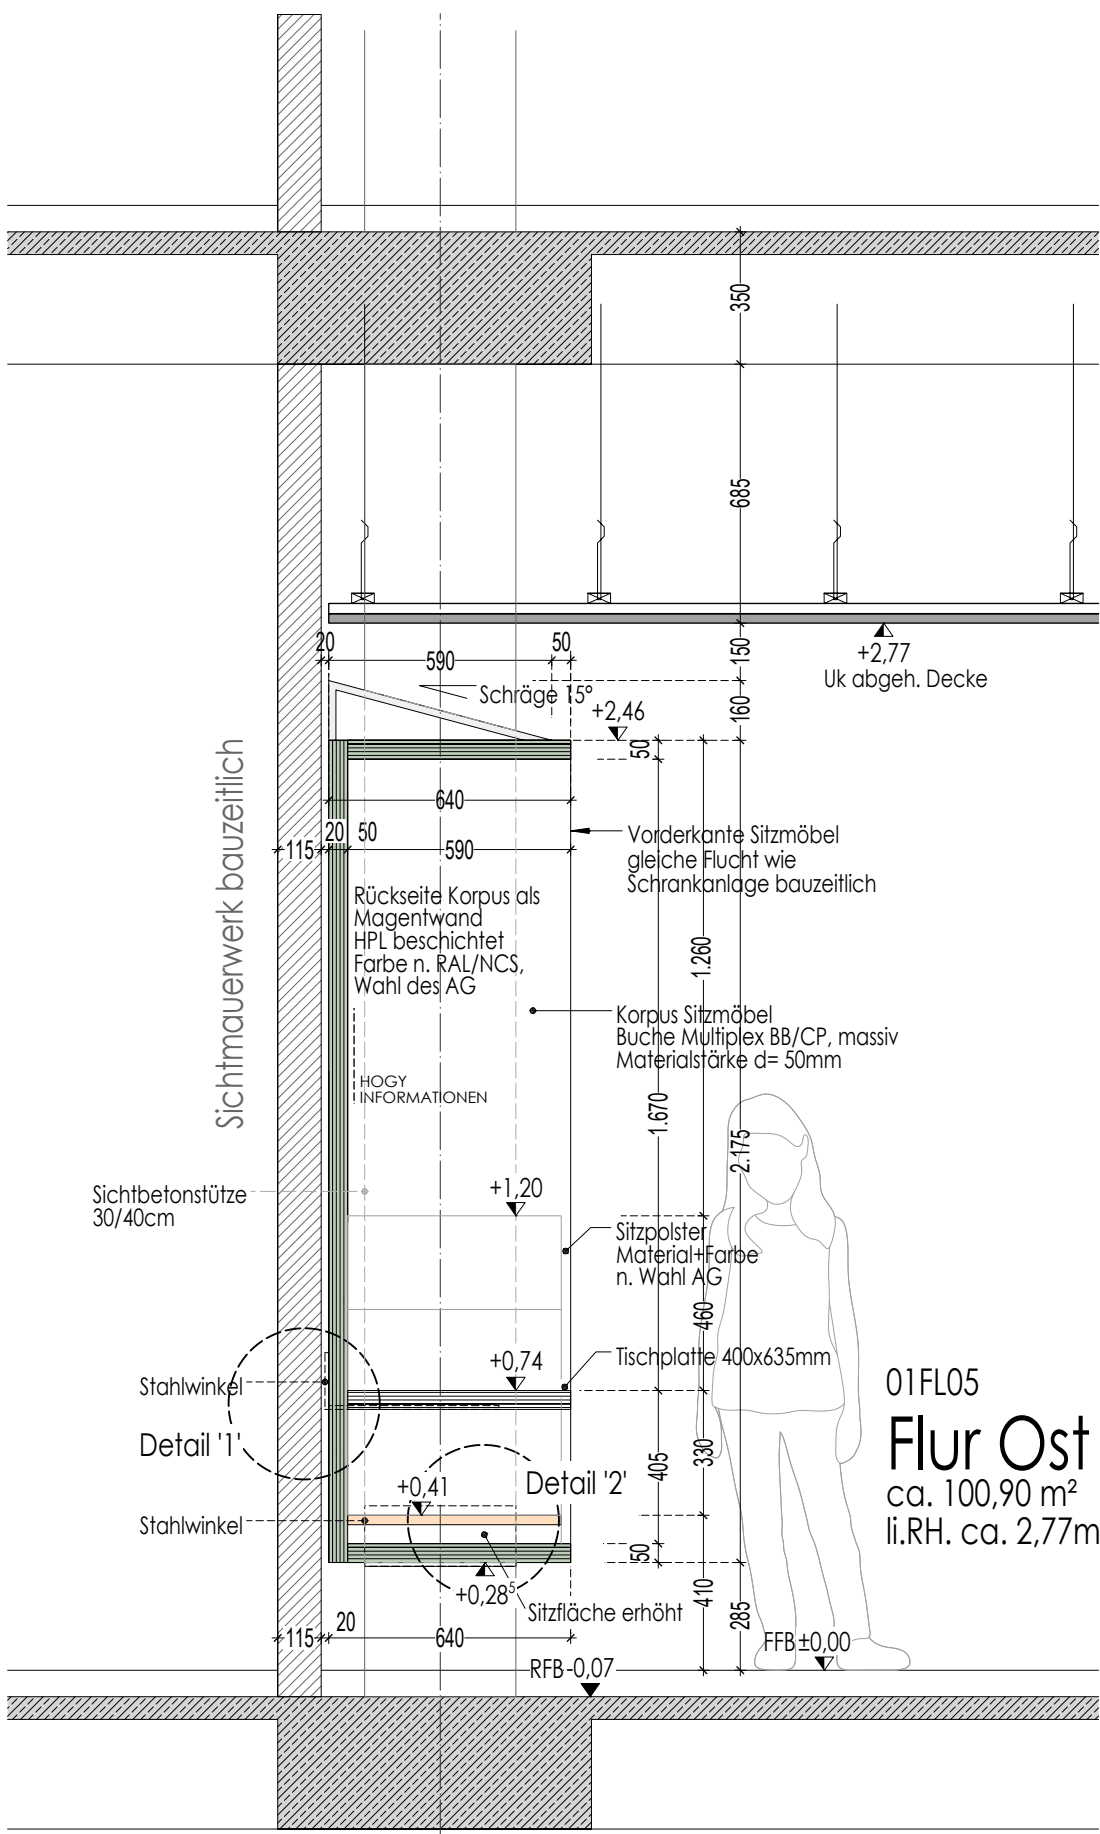 350
685
20
590
50
150
+2,77
Uk abgeh. Decke
Schräge 15°
160
+2,46
50
640
20
50
115
590
Vorderkante Sitzmöbel
gleiche Flucht wie
Schrankanlage bauzeitlich
Sichtmauerwerk bauzeitlich
Rückseite Korpus als
Magentwand
HPL beschichtet
Farbe n. RAL/NCS,
Wahl des AG
1.260
Korpus Sitzmöbel
Buche Multiplex BB/CP, massiv
Materialstärke d= 50mm
HOGY
INFORMATIONEN
1.670
2.175
Sichtbetonstütze
30/40cm
+1,20
Sitzpolster
Material+Farbe
n. Wahl AG
460
+0,74
Tischplatte 400x635mm
Stahlwinkel
01FL05
Flur Ost
ca. 100,90 m²
li.RH. ca. 2,77m
Detail '1'
330
405
+0,41
Detail '2'
Stahlwinkel
50
+0,28⁵
410
285
Sitzfläche erhöht
20
115
640
FFB ±0,00
RFB -0,07